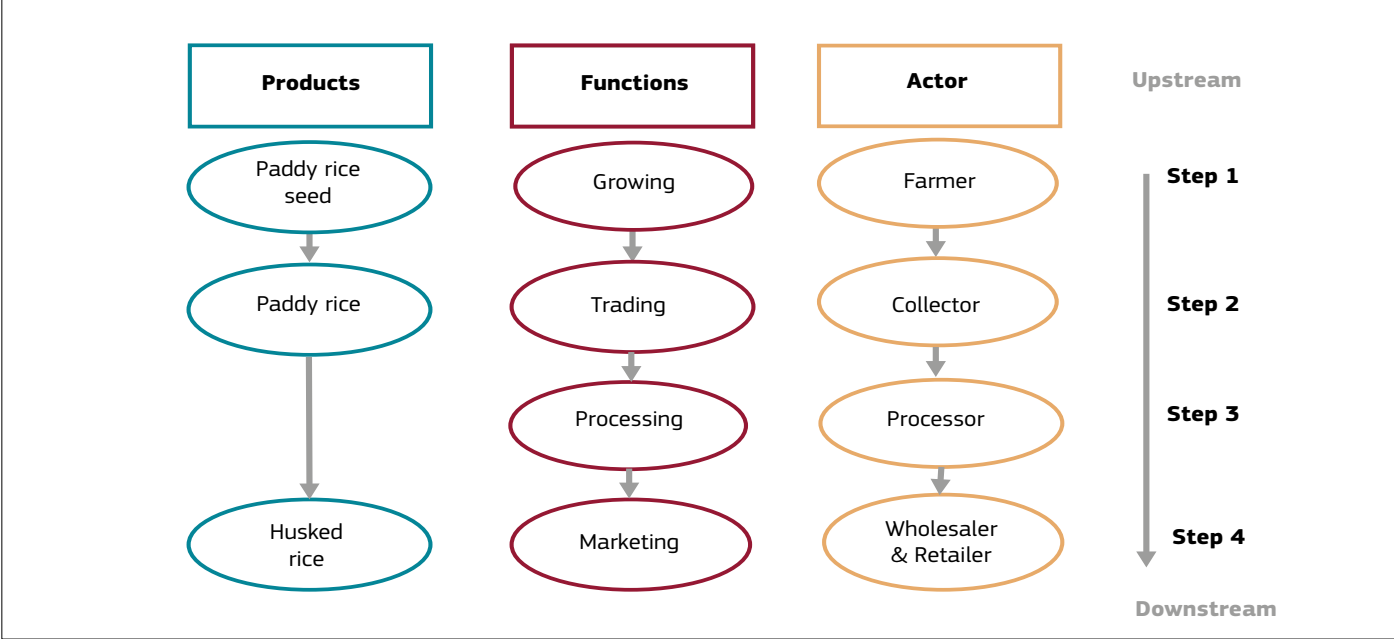 Products
Functions
Actor
Upstream
Paddy rice
seed
Growing
Farmer
Step 1
Paddy rice
Trading
Collector
Step 2
Processing
Processor
Step 3
Husked
rice
Marketing
Wholesaler
& Retailer
Step 4
Downstream